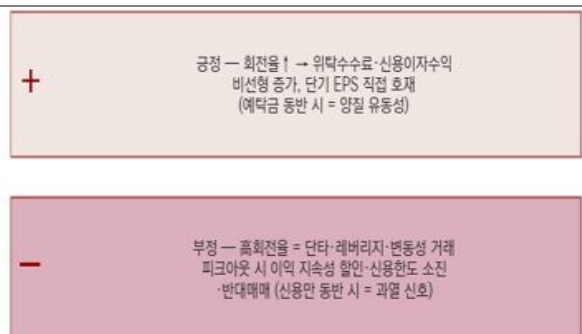 +
긍정 — 회전율↑ → 위탁수수료·신용이자수익
비선형 증가, 단기 EPS 직접 호재
(예탁금 동반 시 = 양질 유동성)
−
부정 — 高회전율 = 단타·레버리지·변동성 거래
피크아웃 시 이익 지속성 할인·신용한도 소진
·반대매매 (신용만 동반 시 = 과열 신호)